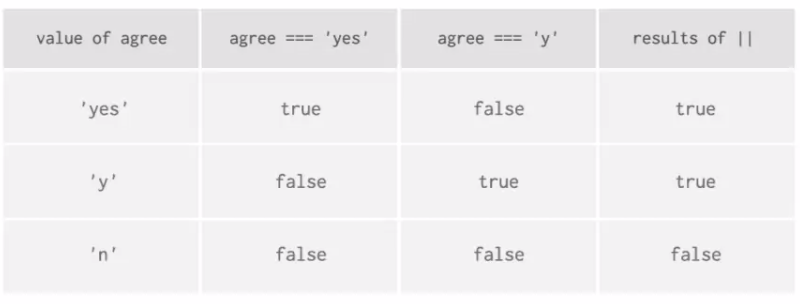 value of agree agree === 'yes' agree === 'y' results of ||
'yes' true false true
'y' false true true
'n' false false false